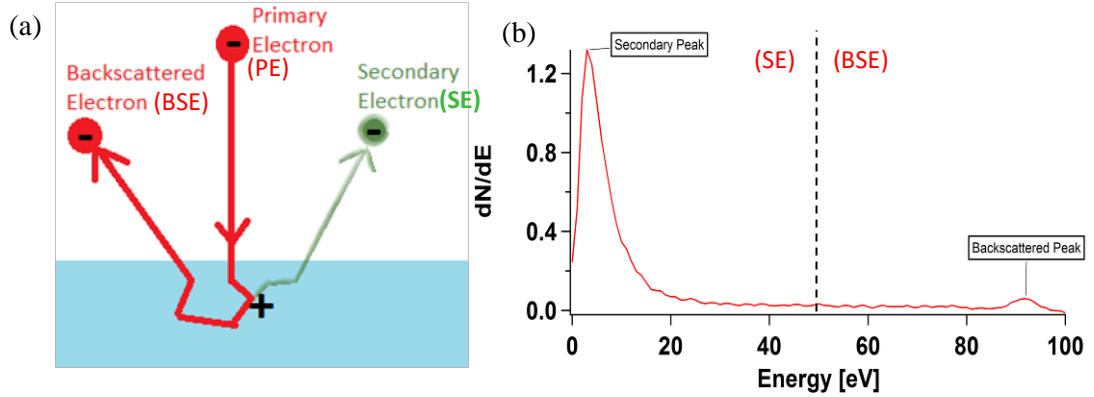 (a)
Primary
Electron
(PE)
Backscattered
Electron (BSE)
Secondary
Electron(SE)
-
-
-
+
(b)
Secondary Peak
(SE)
(BSE)
Backscattered Peak
dN/dE
1.2
0.8
0.4
0.0
0
20
40
60
80
100
Energy [eV]